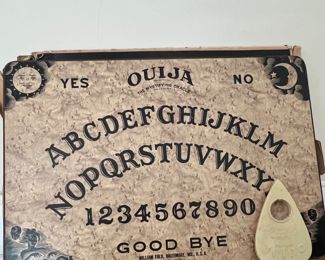 YES OUIJA NO
THE MYSTIFYING ORACLE
ABCDEFGHIJKLM
NOPQRSTUVWXYZ
1234567890
GOOD BYE
WILLIAM FULD, BALTIMORE, MD., U.S.A.